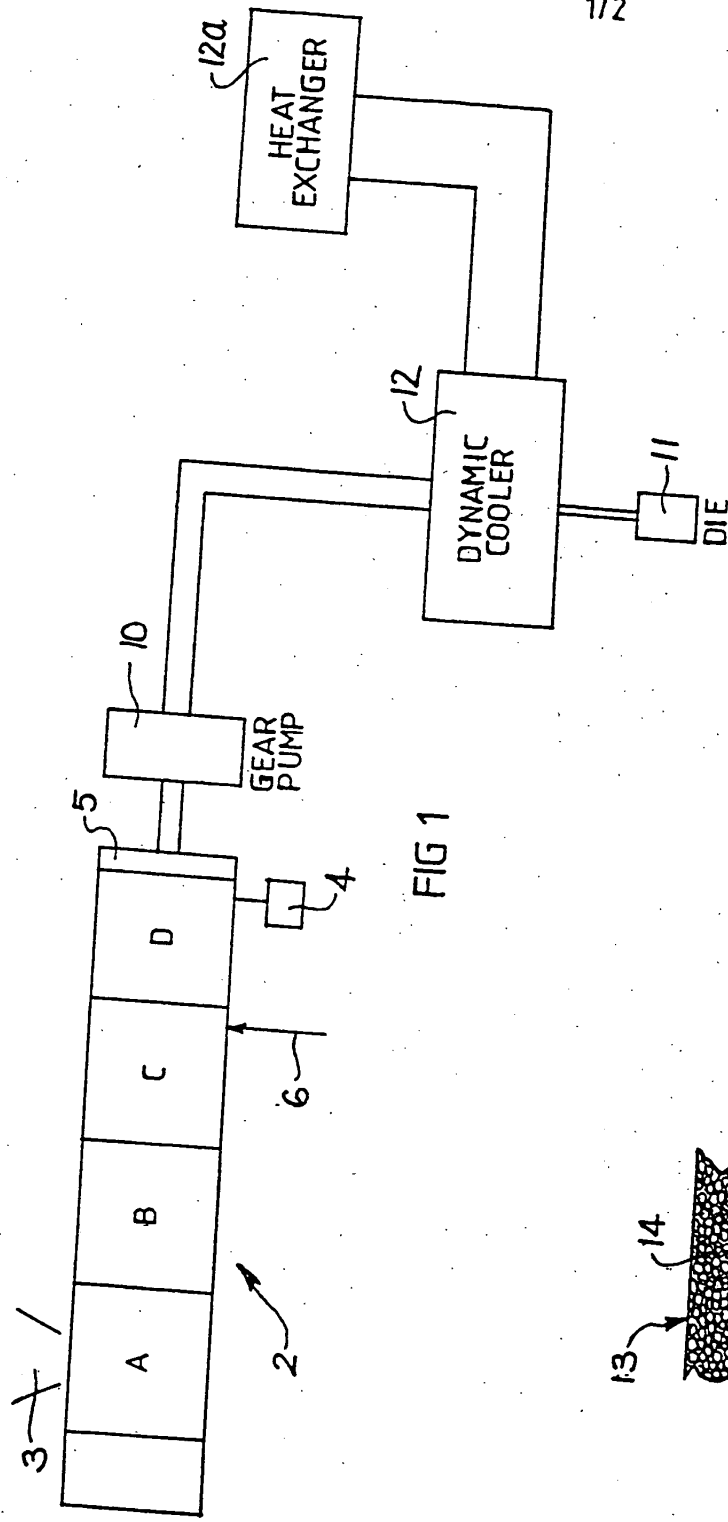 1/2
12a
HEAT
EXCHANGER
12
DYNAMIC
COOLER
11
DIE
10
GEAR
PUMP
5
4
D
C
B
A
6
3
2
FIG 1
13
14